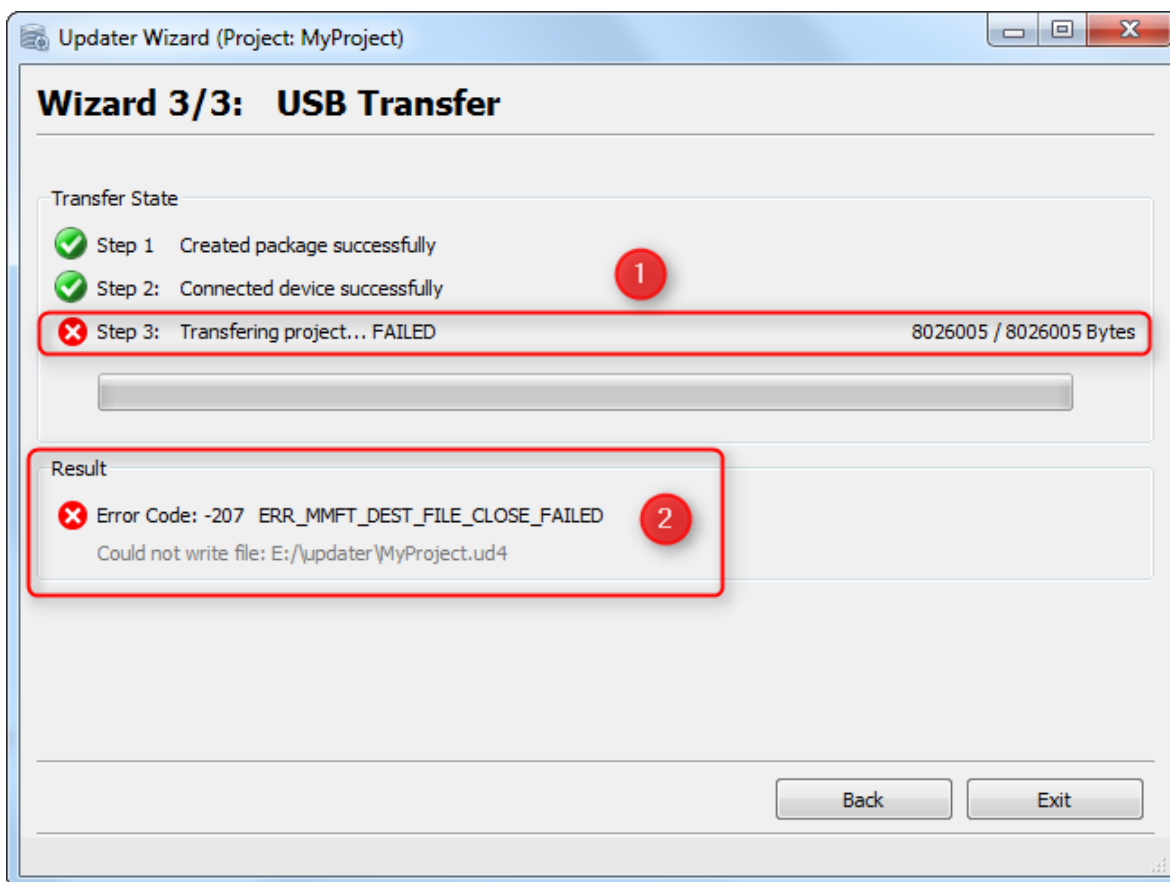 Updater Wizard (Project: MyProject)
Wizard 3/3: USB Transfer
Transfer State
Step 1 Created package successfully
1
Step 2: Connected device successfully
Step 3: Transfering project... FAILED 8026005 / 8026005 Bytes
Result
Error Code: -207 ERR_MMFT_DEST_FILE_CLOSE_FAILED
2
Could not write file: E:/\updater\MyProject.ud4
Back Exit